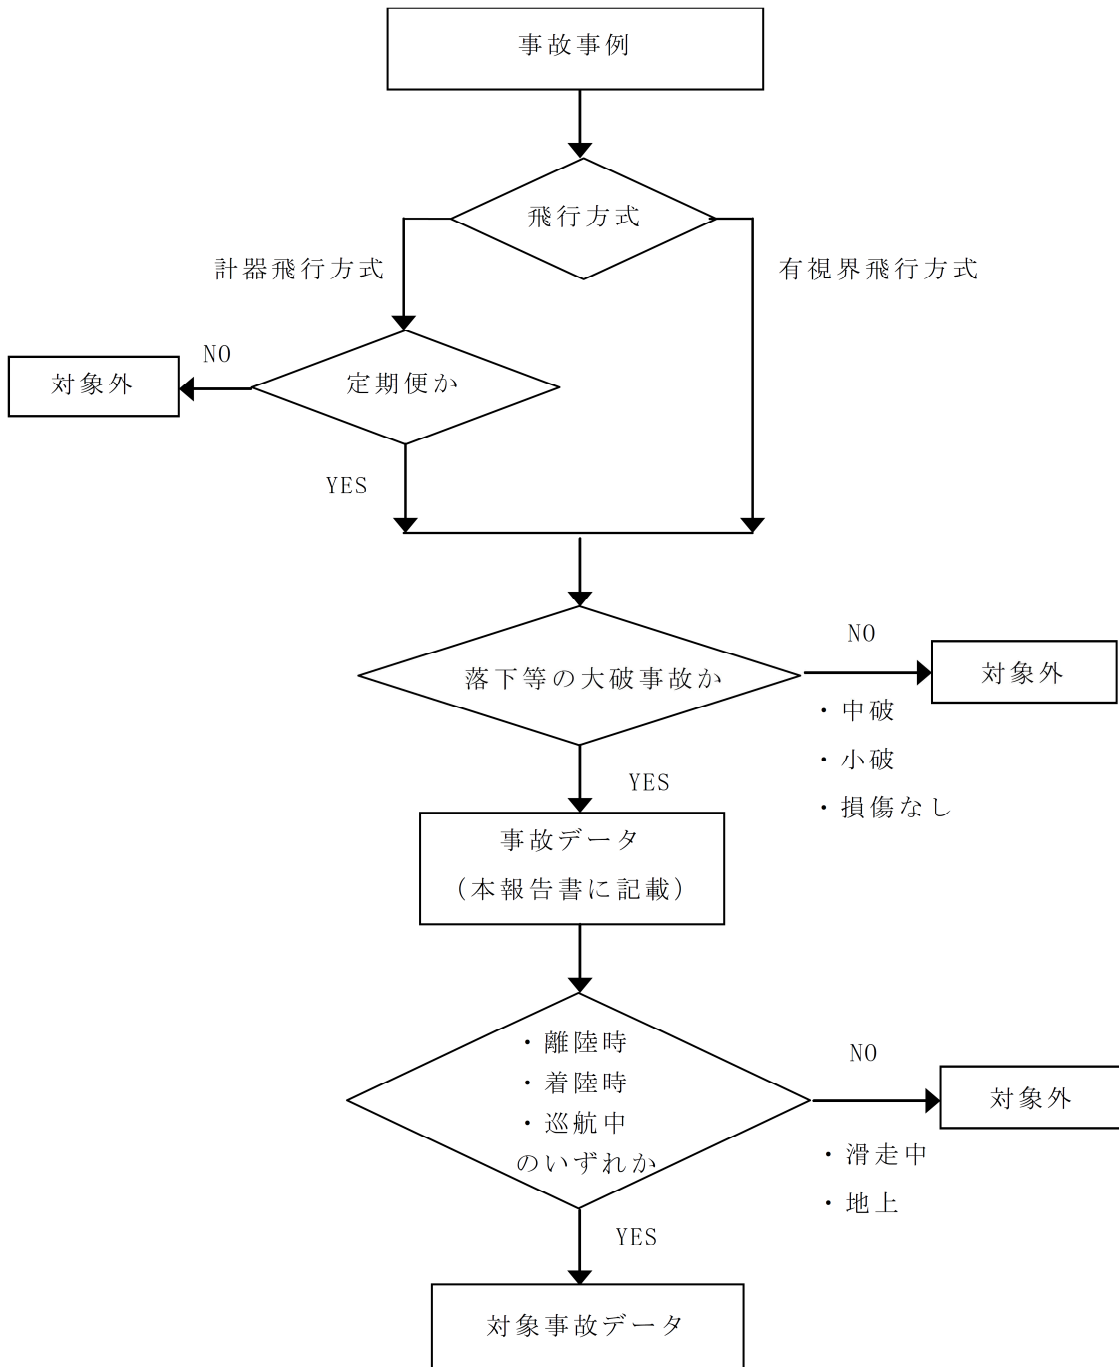 事故事例
飛行方式
計器飛行方式
有視界飛行方式
NO
対象外
定期便か
YES
NO
落下等の大破事故か
対象外
・中破
・小破
・損傷なし
YES
事故データ
(本報告書に記載)
・離陸時
・着陸時
・巡航中
のいずれか
NO
対象外
・滑走中
・地上
YES
対象事故データ